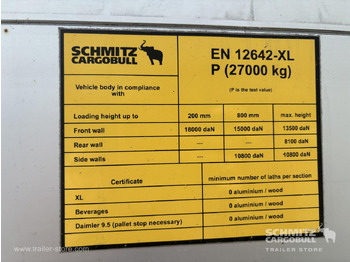 SCHMITZ CARGOBULL
EN 12642-XL
P (27000 kg)
Vehicle body in compliance with
(P is the test value)
Loading height up to 200 mm 800 mm max. height
Front wall 18000 daN 15000 daN 13500 daN
Rear wall --- --- 8100 daN
Side walls --- 10800 daN 10800 daN
Certificate minimum number of laths per section
XL 0 aluminium / wood
Beverages 0 aluminium / wood
Daimler 9.5 (pallet stop necessary) 0 aluminium / wood
www.trailer-store.com
SCHMITZ CARGOBULL
Trailer Store